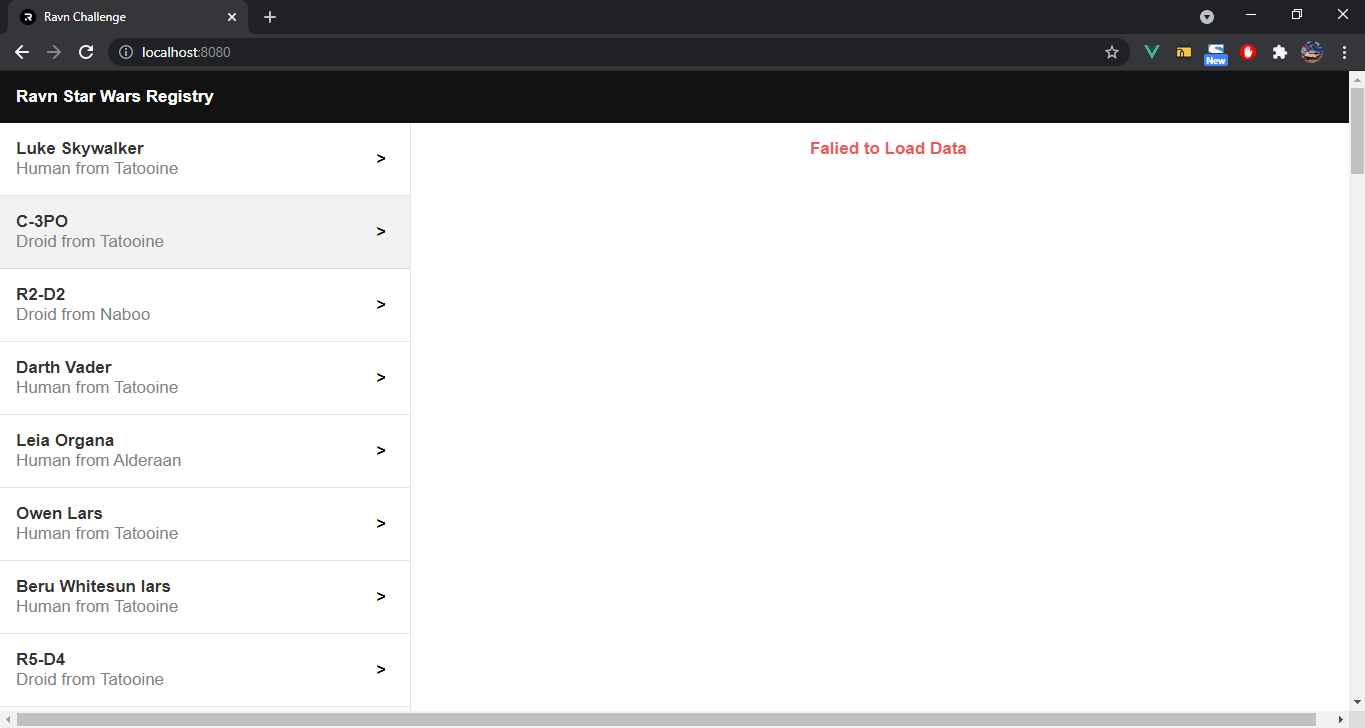 Ravn Challenge
localhost:8080
New
Ravn Star Wars Registry
Luke Skywalker
Human from Tatooine
>
C-3PO
Droid from Tatooine
>
R2-D2
Droid from Naboo
>
Darth Vader
Human from Tatooine
>
Leia Organa
Human from Alderaan
>
Owen Lars
Human from Tatooine
>
Beru Whitesun lars
Human from Tatooine
>
R5-D4
Droid from Tatooine
>
Falied to Load Data